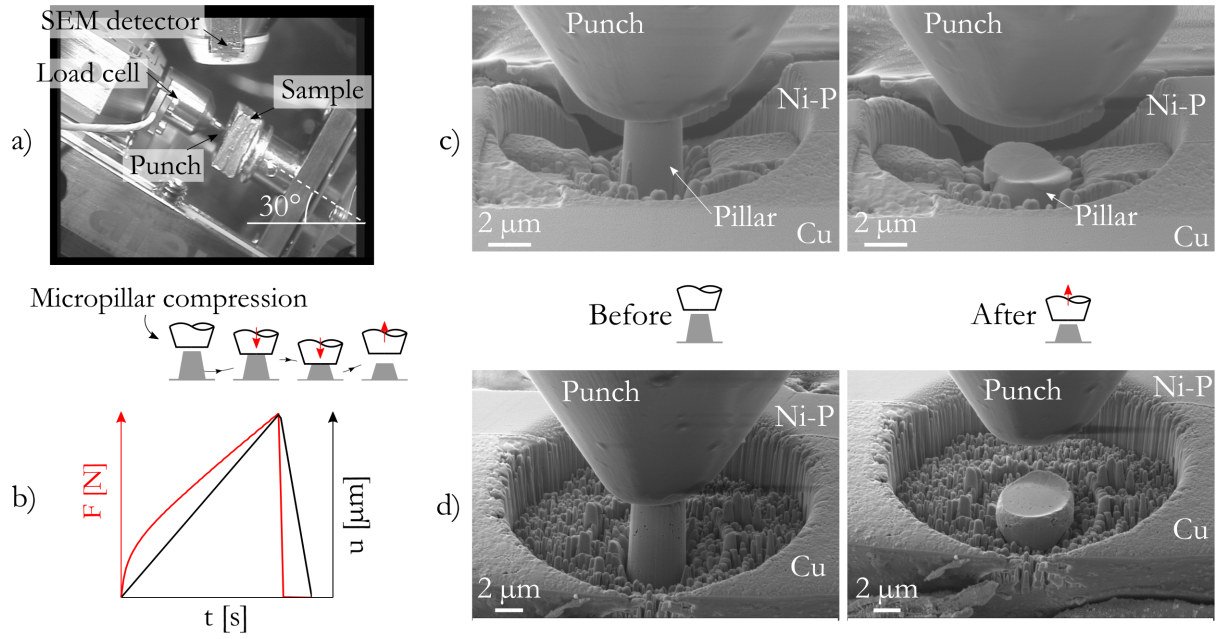 a)
SEM detector
Load cell
Sample
Punch
30°
Micropillar compression
b)
F [N]
u [μm]
t [s]
c)
Punch
Ni-P
Pillar
2 μm
Cu
Punch
Ni-P
Pillar
2 μm
Cu
Before
After
d)
Punch
Ni-P
Cu
2 μm
Punch
Ni-P
Cu
2 μm